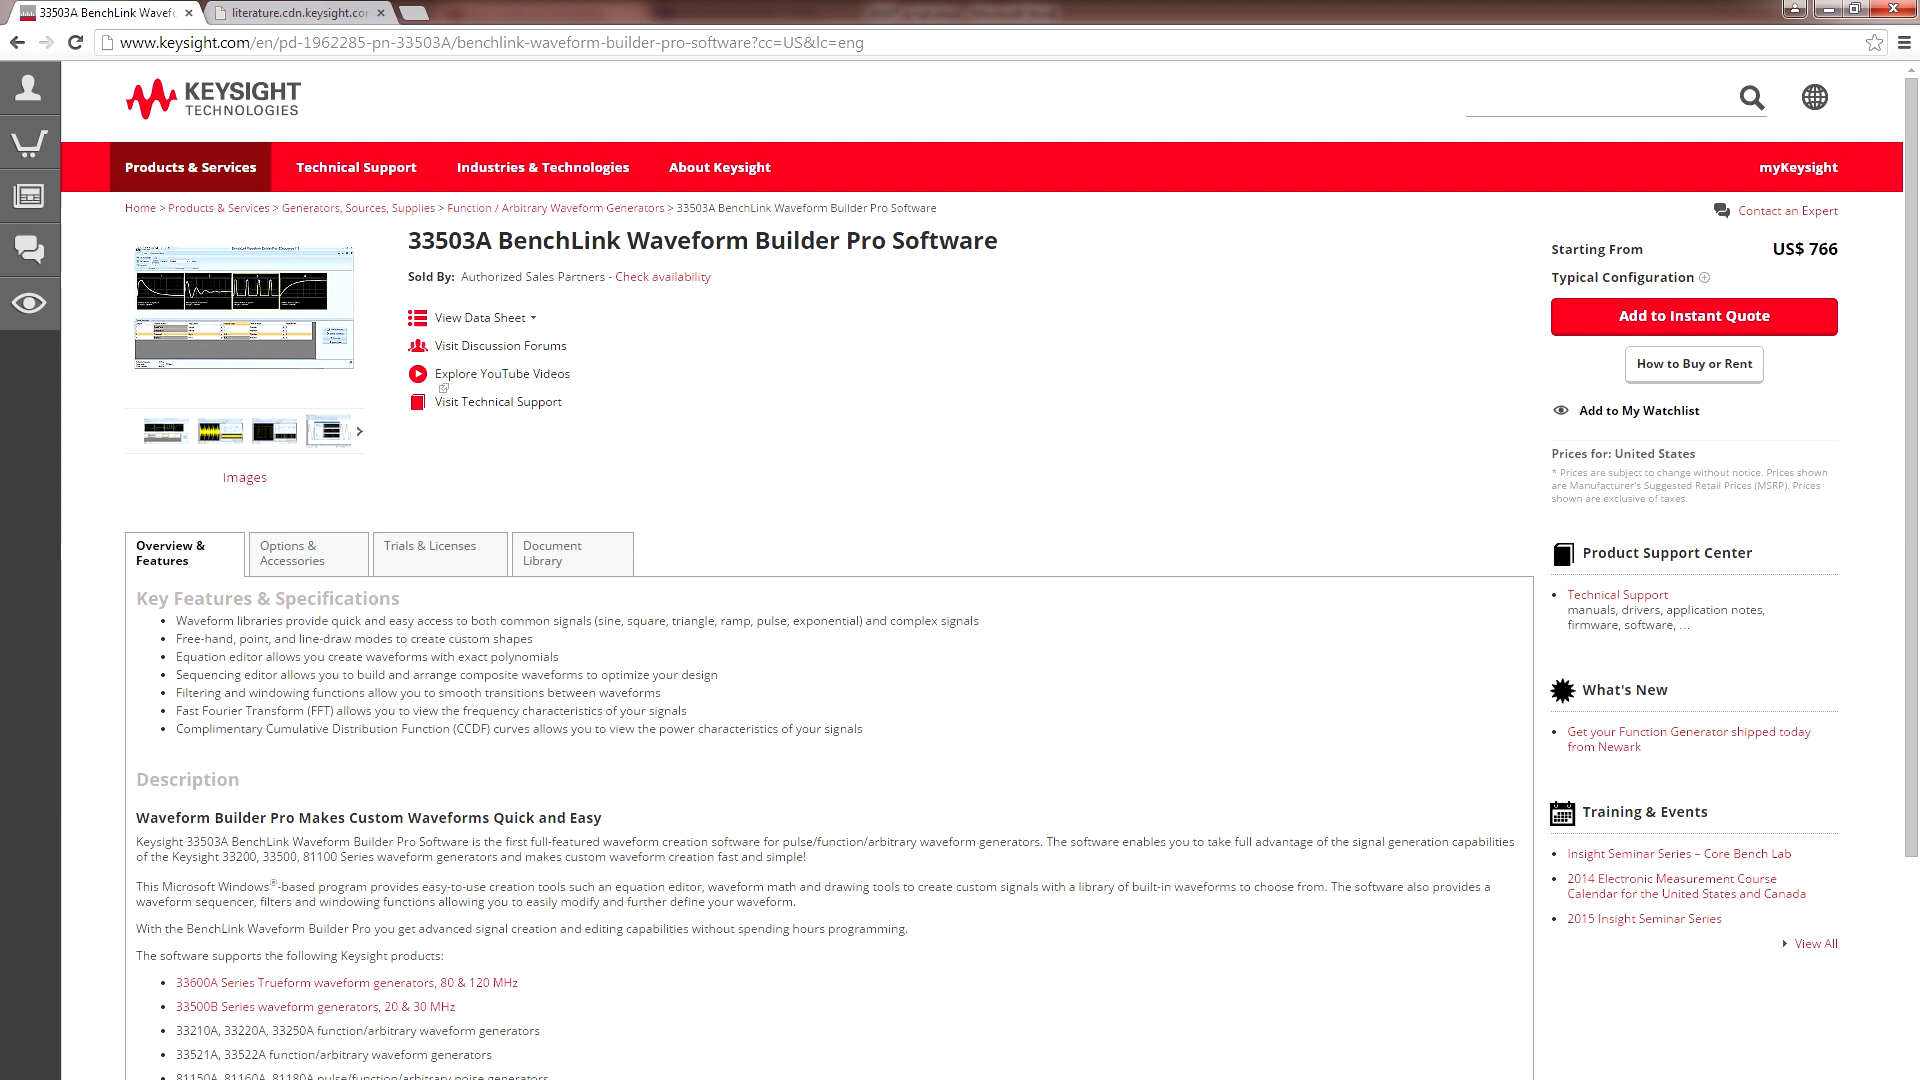 33503A BenchLink Wavefo
literature.cdn.keysight.co
www.keysight.com/en/pd-1962285-pn-33503A/benchlink-waveform-builder-pro-software?cc=US&lc=eng
KEYSIGHT
TECHNOLOGIES
Products & Services
Technical Support
Industries & Technologies
About Keysight
myKeysight
Home > Products & Services > Generators, Sources, Supplies > Function / Arbitrary Waveform Generators > 33503A BenchLink Waveform Builder Pro Software
Contact an Expert
33503A BenchLink Waveform Builder Pro Software
Sold By: Authorized Sales Partners - Check availability
View Data Sheet
Visit Discussion Forums
Explore YouTube Videos
Visit Technical Support
Images
Starting From US$ 766
Typical Configuration
Add to Instant Quote
How to Buy or Rent
Add to My Watchlist
Prices for: United States
* Prices are subject to change without notice. Prices shown
are Manufacturer's Suggested Retail Prices (MSRP). Prices
shown are exclusive of taxes.
Overview &
Features
Options &
Accessories
Trials & Licenses
Document
Library
Key Features & Specifications
• Waveform libraries provide quick and easy access to both common signals (sine, square, triangle, ramp, pulse, exponential) and complex signals
• Free-hand, point, and line-draw modes to create custom shapes
• Equation editor allows you create waveforms with exact polynomials
• Sequencing editor allows you to build and arrange composite waveforms to optimize your design
• Filtering and windowing functions allow you to smooth transitions between waveforms
• Fast Fourier Transform (FFT) allows you to view the frequency characteristics of your signals
• Complimentary Cumulative Distribution Function (CCDF) curves allows you to view the power characteristics of your signals
Description
Waveform Builder Pro Makes Custom Waveforms Quick and Easy
Keysight 33503A BenchLink Waveform Builder Pro Software is the first full-featured waveform creation software for pulse/function/arbitrary waveform generators. The software enables you to take full advantage of the signal generation capabilities
of the Keysight 33200, 33500, 81100 Series waveform generators and makes custom waveform creation fast and simple!
This Microsoft Windows®-based program provides easy-to-use creation tools such an equation editor, waveform math and drawing tools to create custom signals with a library of built-in waveforms to choose from. The software also provides a
waveform sequencer, filters and windowing functions allowing you to easily modify and further define your waveform.
With the BenchLink Waveform Builder Pro you get advanced signal creation and editing capabilities without spending hours programming.
The software supports the following Keysight products:
• 33600A Series Trueform waveform generators, 80 & 120 MHz
• 33500B Series waveform generators, 20 & 30 MHz
• 33210A, 33220A, 33250A function/arbitrary waveform generators
• 33521A, 33522A function/arbitrary waveform generators
• 81150A, 81160A, 81180A pulse/function/arbitrary noise generators
Product Support Center
• Technical Support
manuals, drivers, application notes,
firmware, software, ...
What's New
• Get your Function Generator shipped today
from Newark
Training & Events
• Insight Seminar Series – Core Bench Lab
• 2014 Electronic Measurement Course
Calendar for the United States and Canada
• 2015 Insight Seminar Series
View All